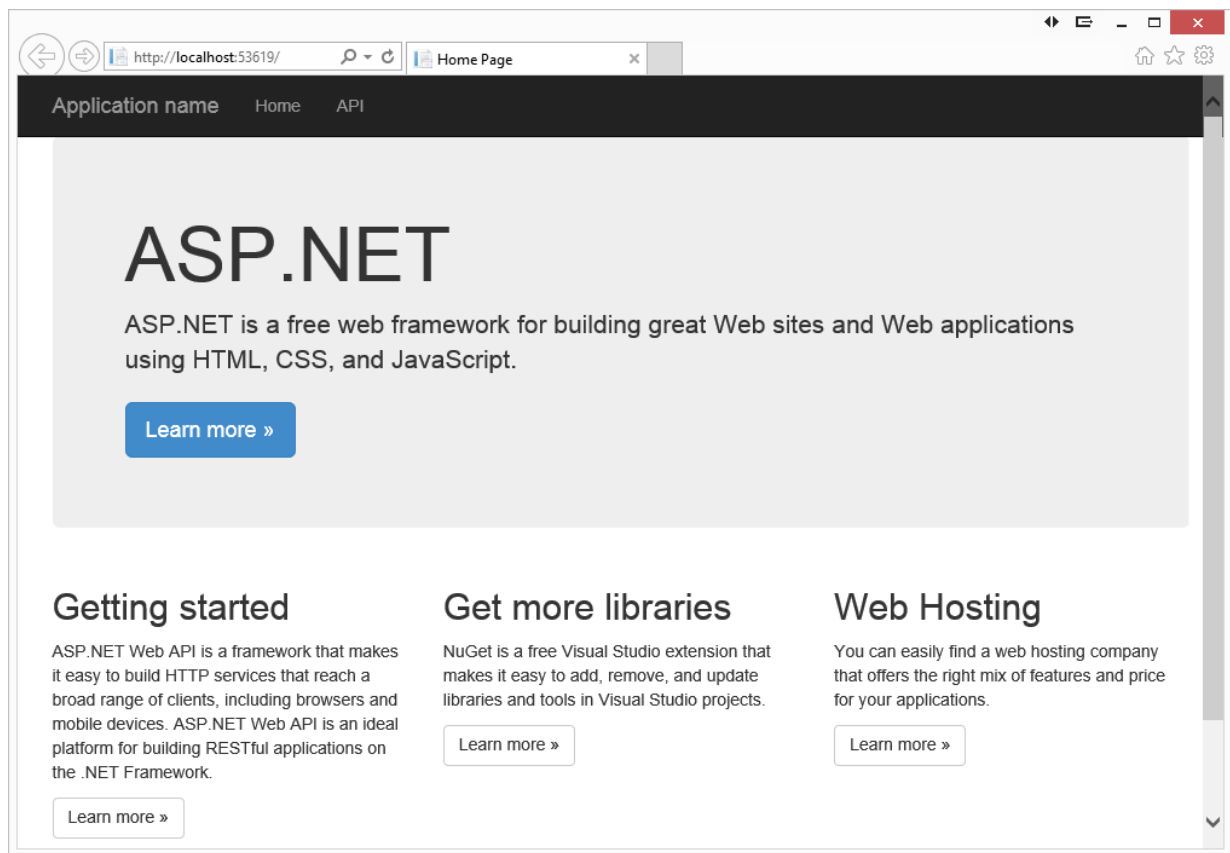 http://localhost:53619/
Home Page
Application name
Home
API
ASP.NET
ASP.NET is a free web framework for building great Web sites and Web applications
using HTML, CSS, and JavaScript.
Learn more »
Getting started
ASP.NET Web API is a framework that makes
it easy to build HTTP services that reach a
broad range of clients, including browsers and
mobile devices. ASP.NET Web API is an ideal
platform for building RESTful applications on
the .NET Framework.
Learn more »
Get more libraries
NuGet is a free Visual Studio extension that
makes it easy to add, remove, and update
libraries and tools in Visual Studio projects.
Learn more »
Web Hosting
You can easily find a web hosting company
that offers the right mix of features and price
for your applications.
Learn more »